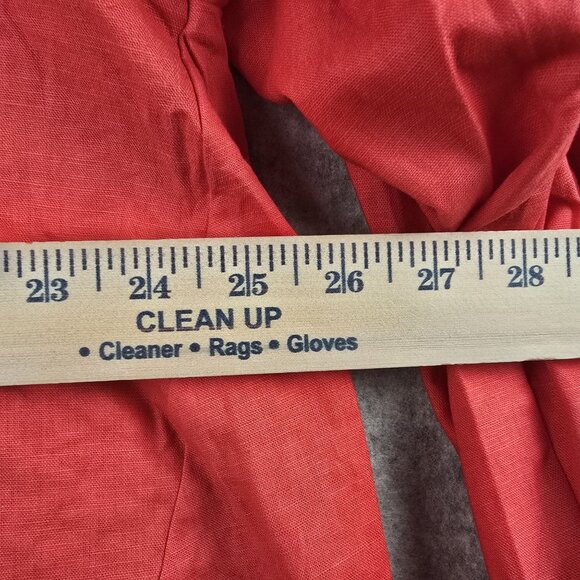 23 24 25 26 27 28
CLEAN UP
• Cleaner • Rags • Gloves